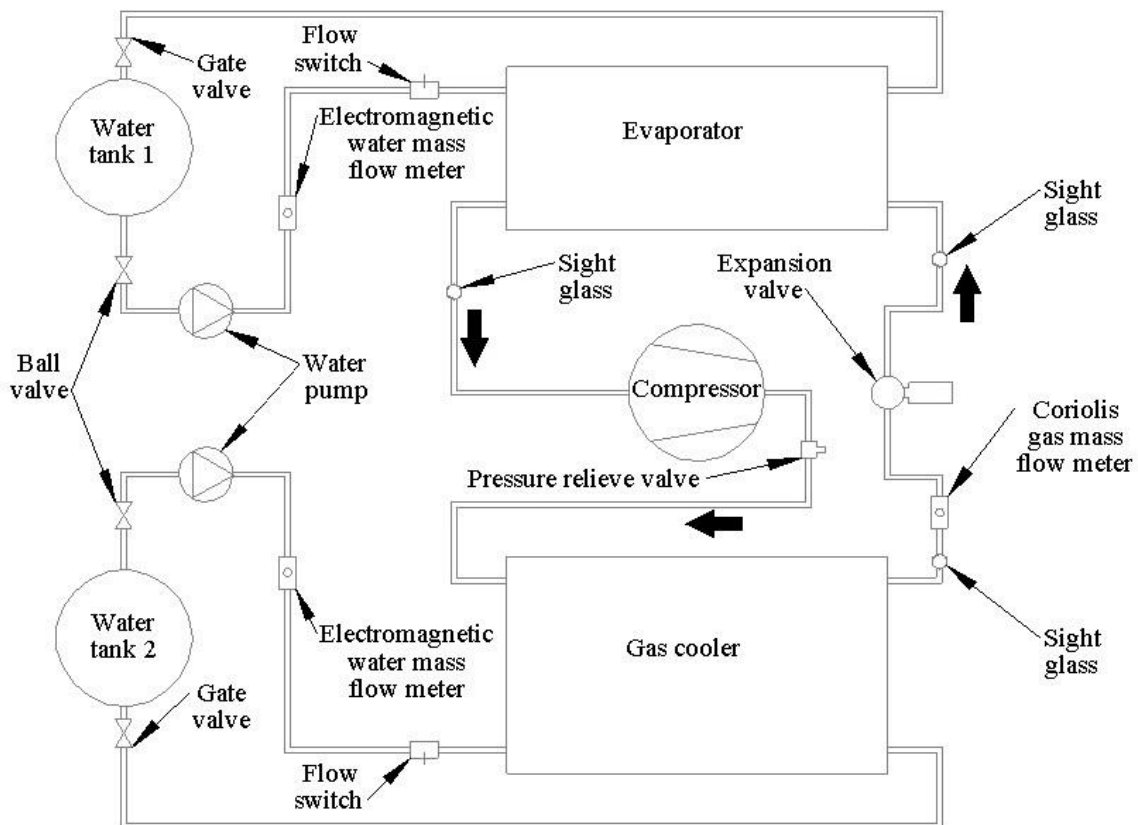 Flow
switch
Gate
valve
Water
tank 1
Electromagnetic
water mass
flow meter
Evaporator
Sight
glass
Sight
glass
Expansion
valve
Ball
valve
Water
pump
Compressor
Coriolis
gas mass
flow meter
Pressure relieve valve
Water
tank 2
Electromagnetic
water mass
flow meter
Gas cooler
Sight
glass
Gate
valve
Flow
switch